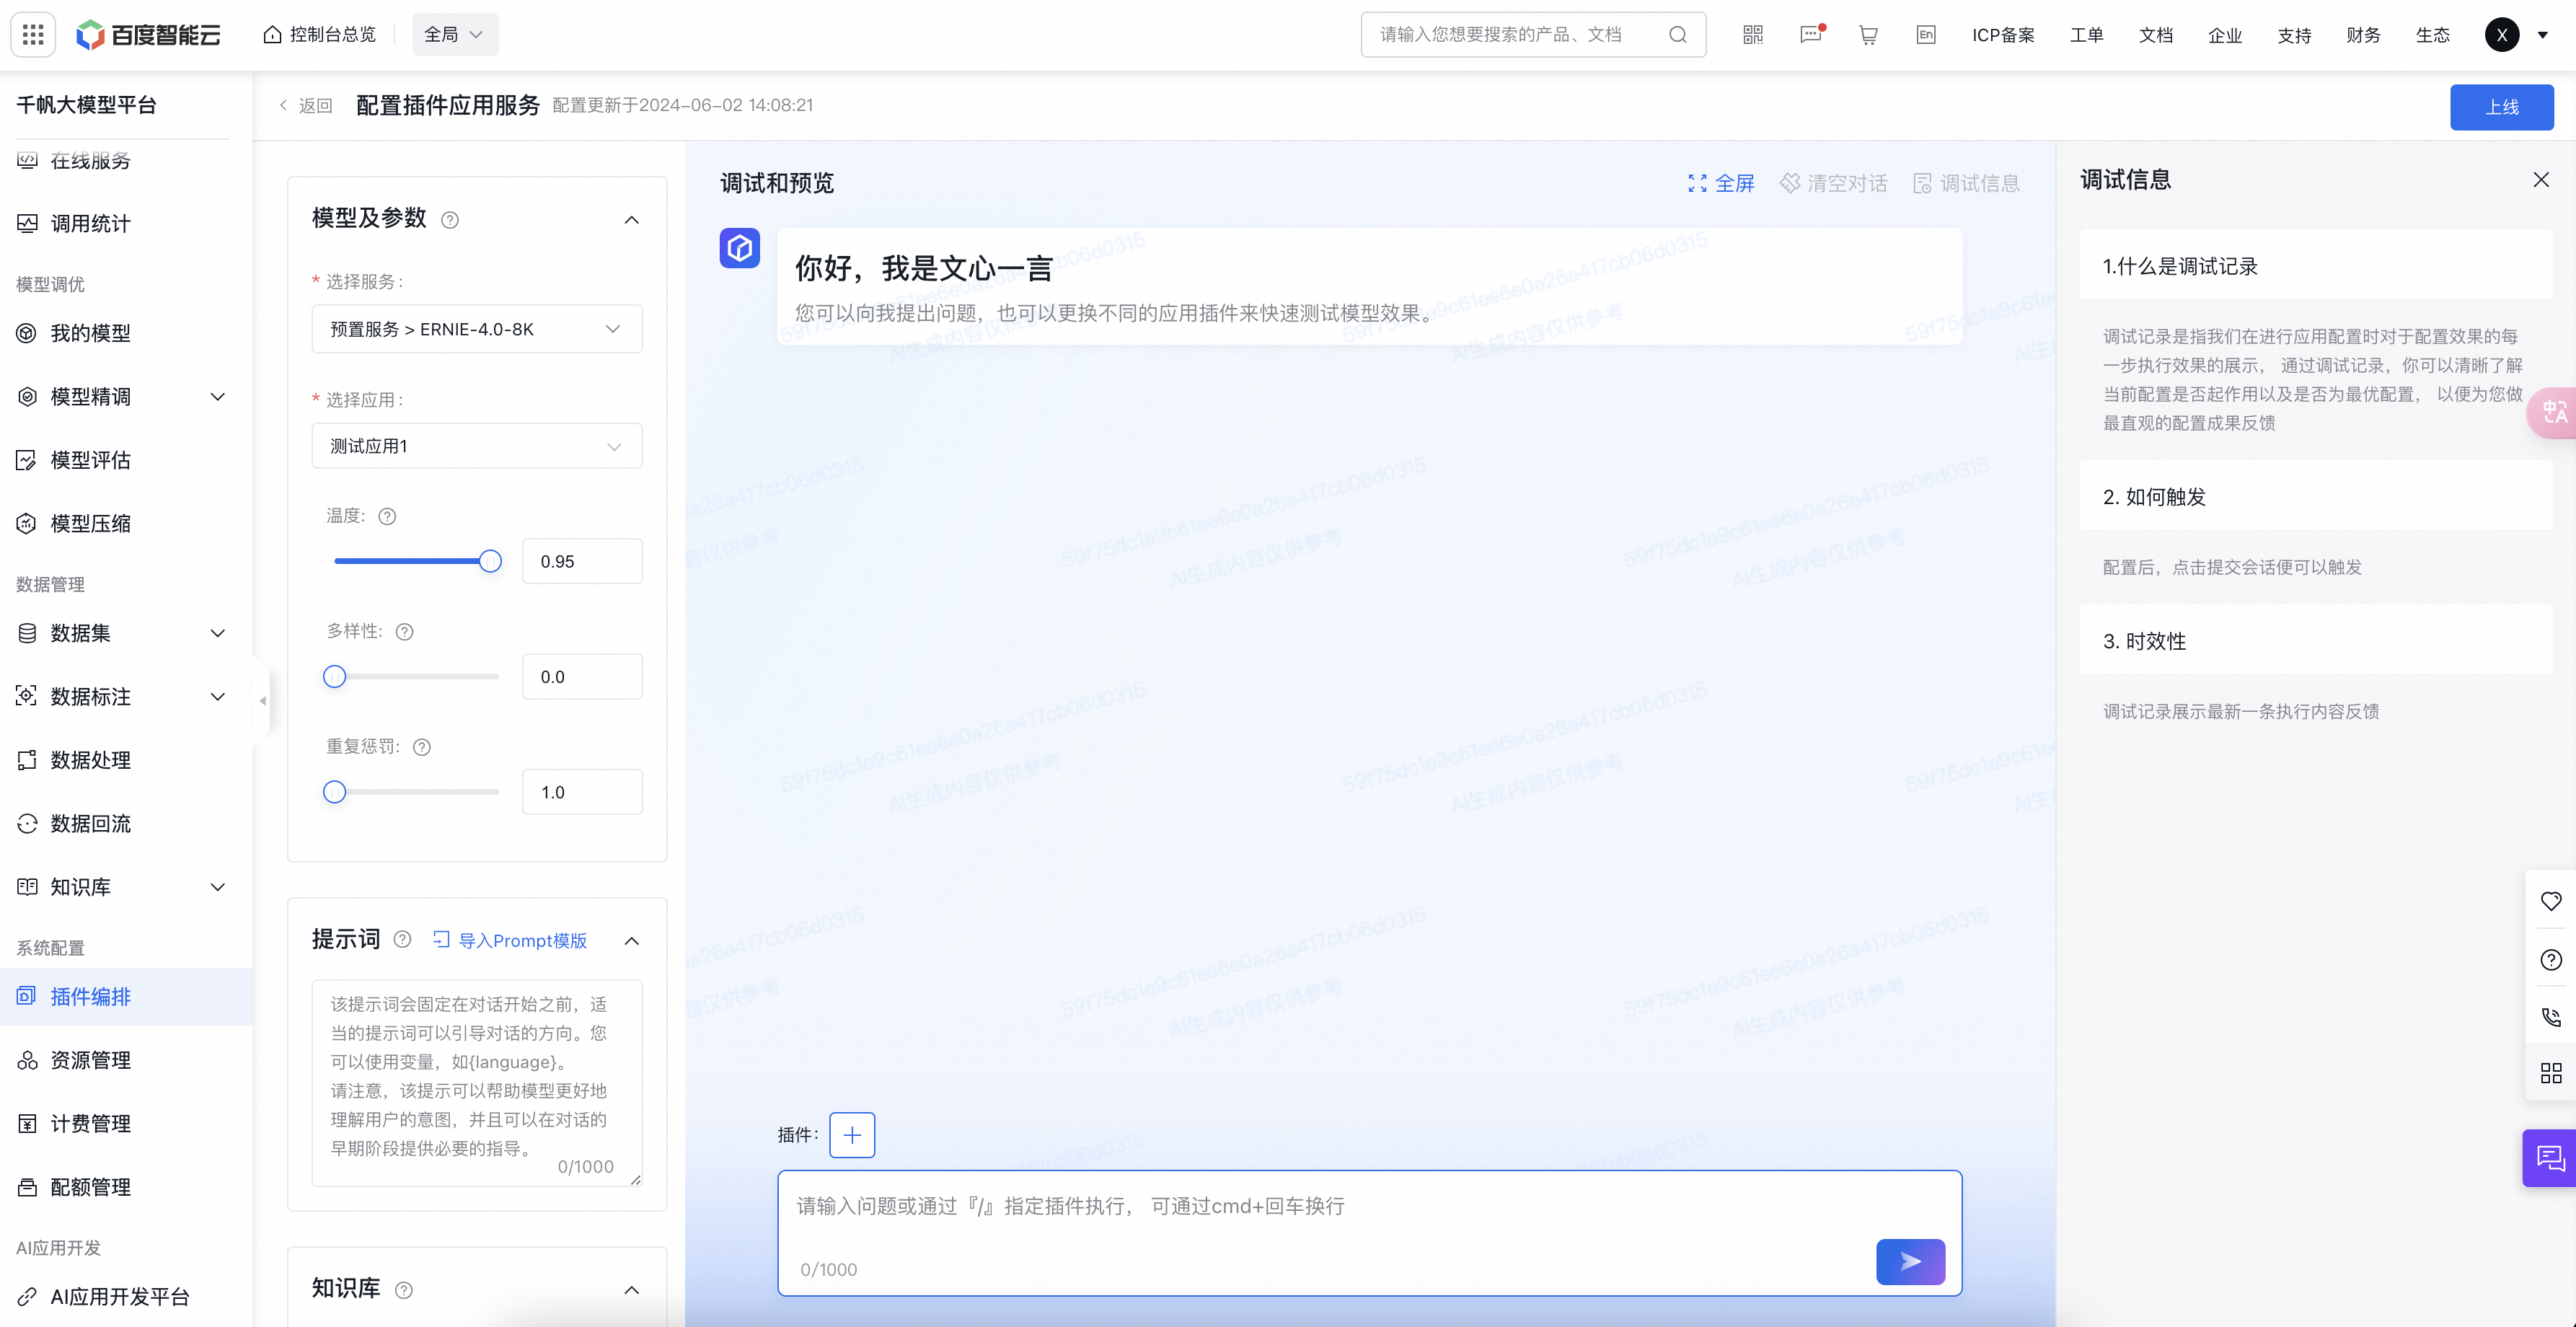 百度智能云
控制台总览
全局
请输入您想要搜索的产品、文档
En
ICP备案
工单
文档
企业
支持
财务
生态
X
千帆大模型平台
在线服务
调用统计
模型调优
我的模型
模型精调
模型评估
模型压缩
数据管理
数据集
数据标注
数据处理
数据回流
知识库
系统配置
插件编排
资源管理
计费管理
配额管理
AI应用开发
AI应用开发平台
返回
配置插件应用服务
配置更新于2024-06-02 14:08:21
上线
模型及参数
* 选择服务:
预置服务 > ERNIE-4.0-8K
* 选择应用:
测试应用1
温度:
0.95
多样性:
0.0
重复惩罚:
1.0
提示词
导入Prompt模版
该提示词会固定在对话开始之前，适
当的提示词可以引导对话的方向。您
可以使用变量，如{language}。
请注意，该提示可以帮助模型更好地
理解用户的意图，并且可以在对话的
早期阶段提供必要的指导。
0/1000
知识库
调试和预览
全屏
清空对话
调试信息
你好，我是文心一言
您可以向我提出问题，也可以更换不同的应用插件来快速测试模型效果。
59f75dc1e9c61ee6e0a26a417cb06d0315
AI生成内容仅供参考
插件：
请输入问题或通过『/』指定插件执行， 可通过cmd+回车换行
0/1000
调试信息
1.什么是调试记录
调试记录是指我们在进行应用配置时对于配置效果的每
一步执行效果的展示， 通过调试记录，你可以清晰了解
当前配置是否起作用以及是否为最优配置， 以便为您做
最直观的配置成果反馈
2. 如何触发
配置后，点击提交会话便可以触发
3. 时效性
调试记录展示最新一条执行内容反馈
中A